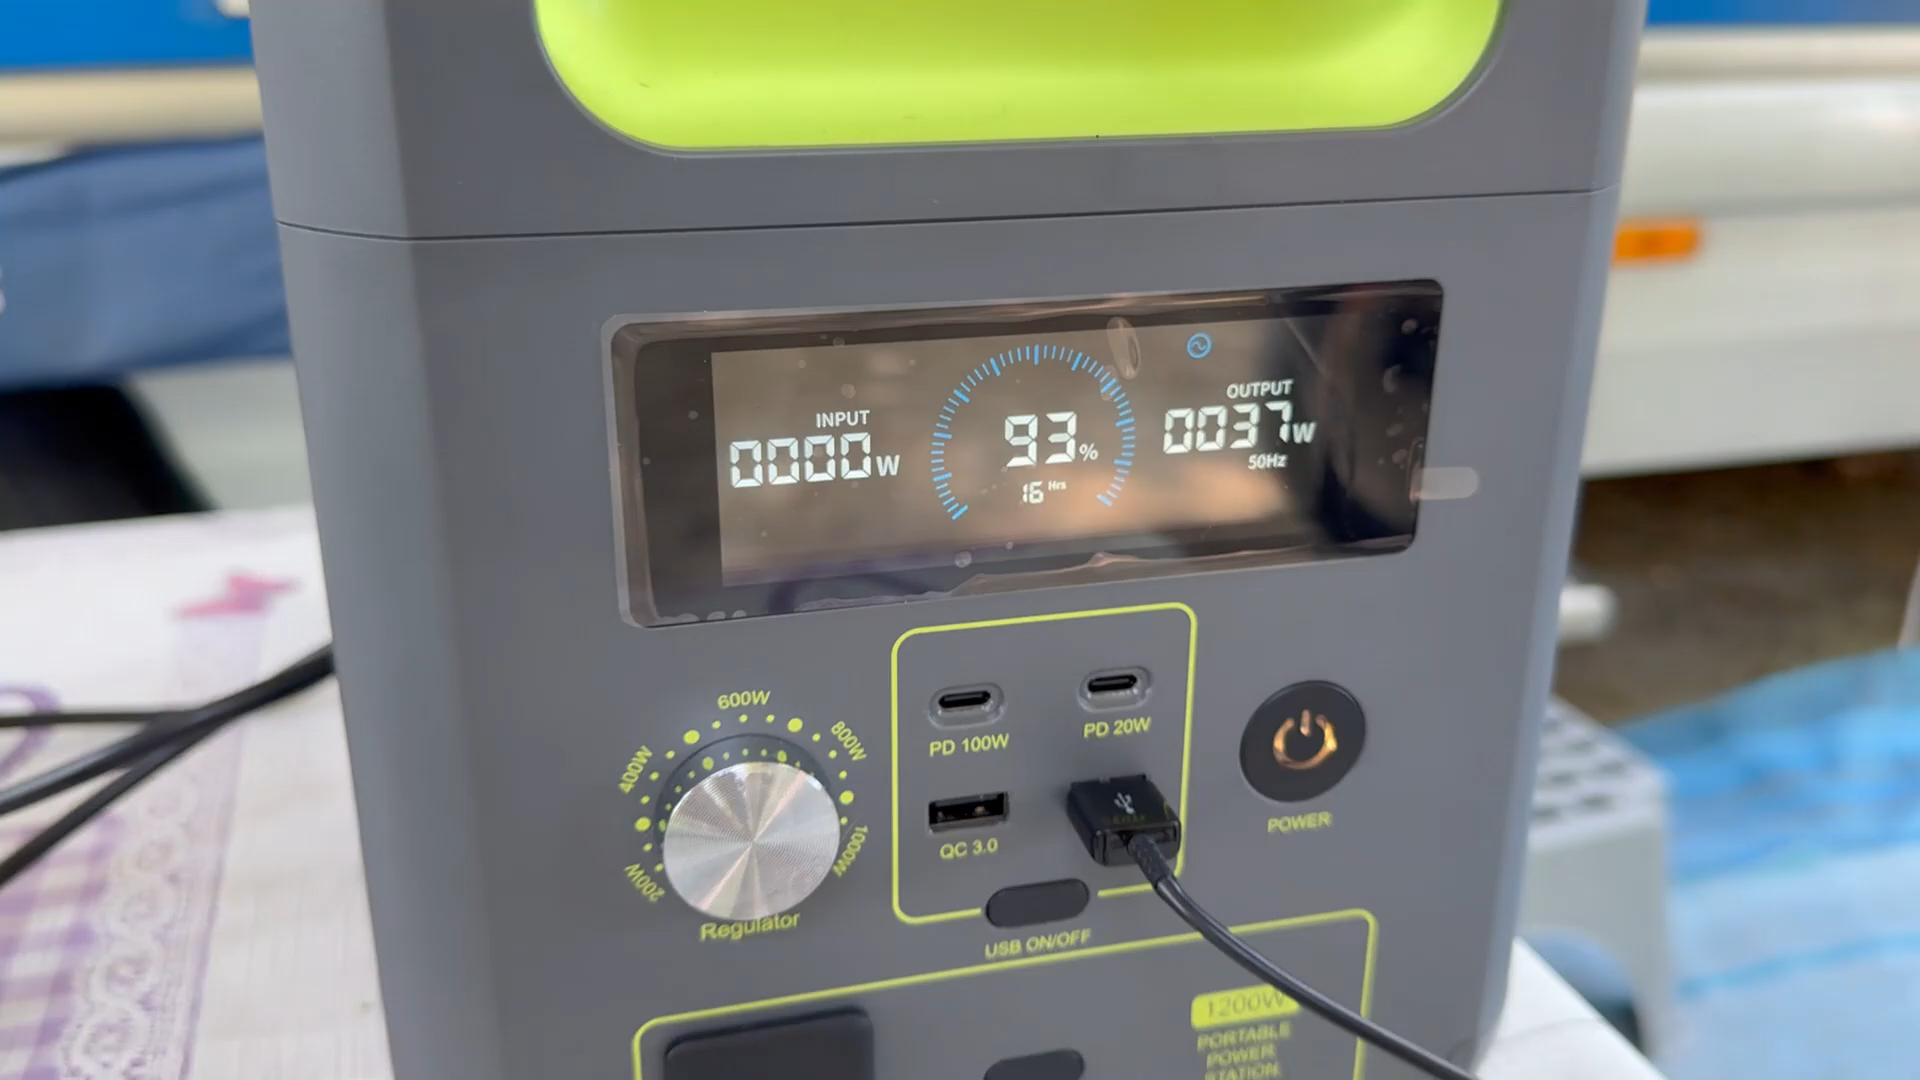 INPUT
0000W
93%
16 Hrs
OUTPUT
0037W
50Hz
600W
400W
800W
200W
1000W
Regulator
PD 100W
PD 20W
QC 3.0
USB ON/OFF
POWER
1200W
PORTABLE
POWER
STATION